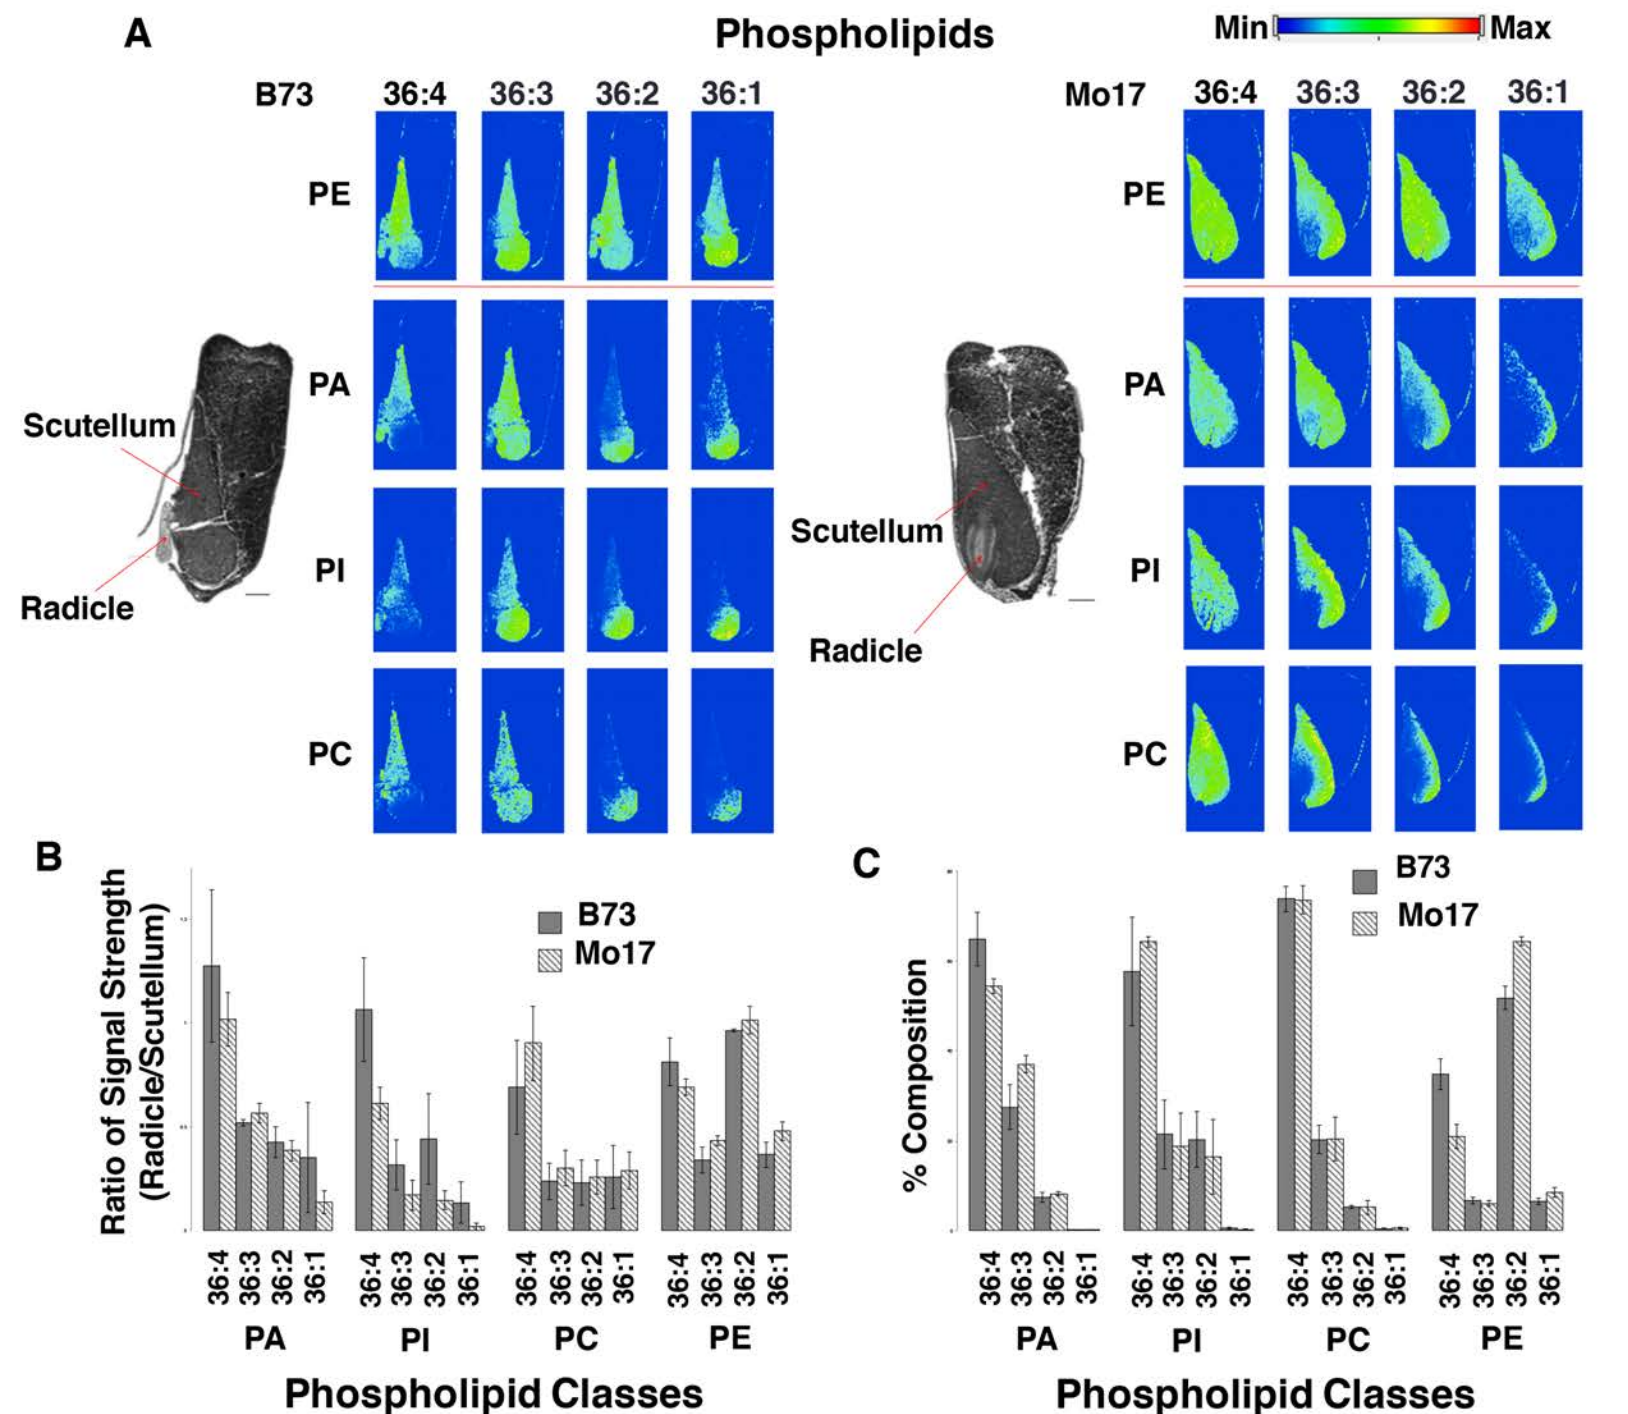 A
Phospholipids
Min Max
B73 36:4 36:3 36:2 36:1
Mo17 36:4 36:3 36:2 36:1
PE
PE
PA
PA
Scutellum
Scutellum
PI
PI
Radicle
Radicle
PC
PC
B
Ratio of Signal Strength
(Radicle/Scutellum)
B73
Mo17
36:4 36:3 36:2 36:1 36:4 36:3 36:2 36:1 36:4 36:3 36:2 36:1 36:4 36:3 36:2 36:1
PA PI PC PE
Phospholipid Classes
C
% Composition
B73
Mo17
36:4 36:3 36:2 36:1 36:4 36:3 36:2 36:1 36:4 36:3 36:2 36:1 36:4 36:3 36:2 36:1
PA PI PC PE
Phospholipid Classes